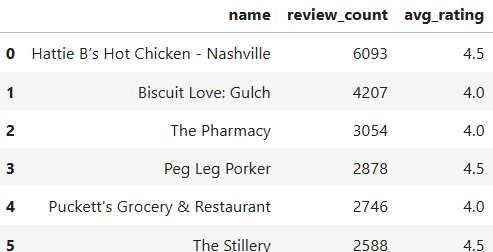 name review_count avg_rating
0 Hattie B’s Hot Chicken - Nashville 6093 4.5
1 Biscuit Love: Gulch 4207 4.0
2 The Pharmacy 3054 4.0
3 Peg Leg Porker 2878 4.5
4 Puckett's Grocery & Restaurant 2746 4.0
5 The Stillery 2588 4.5